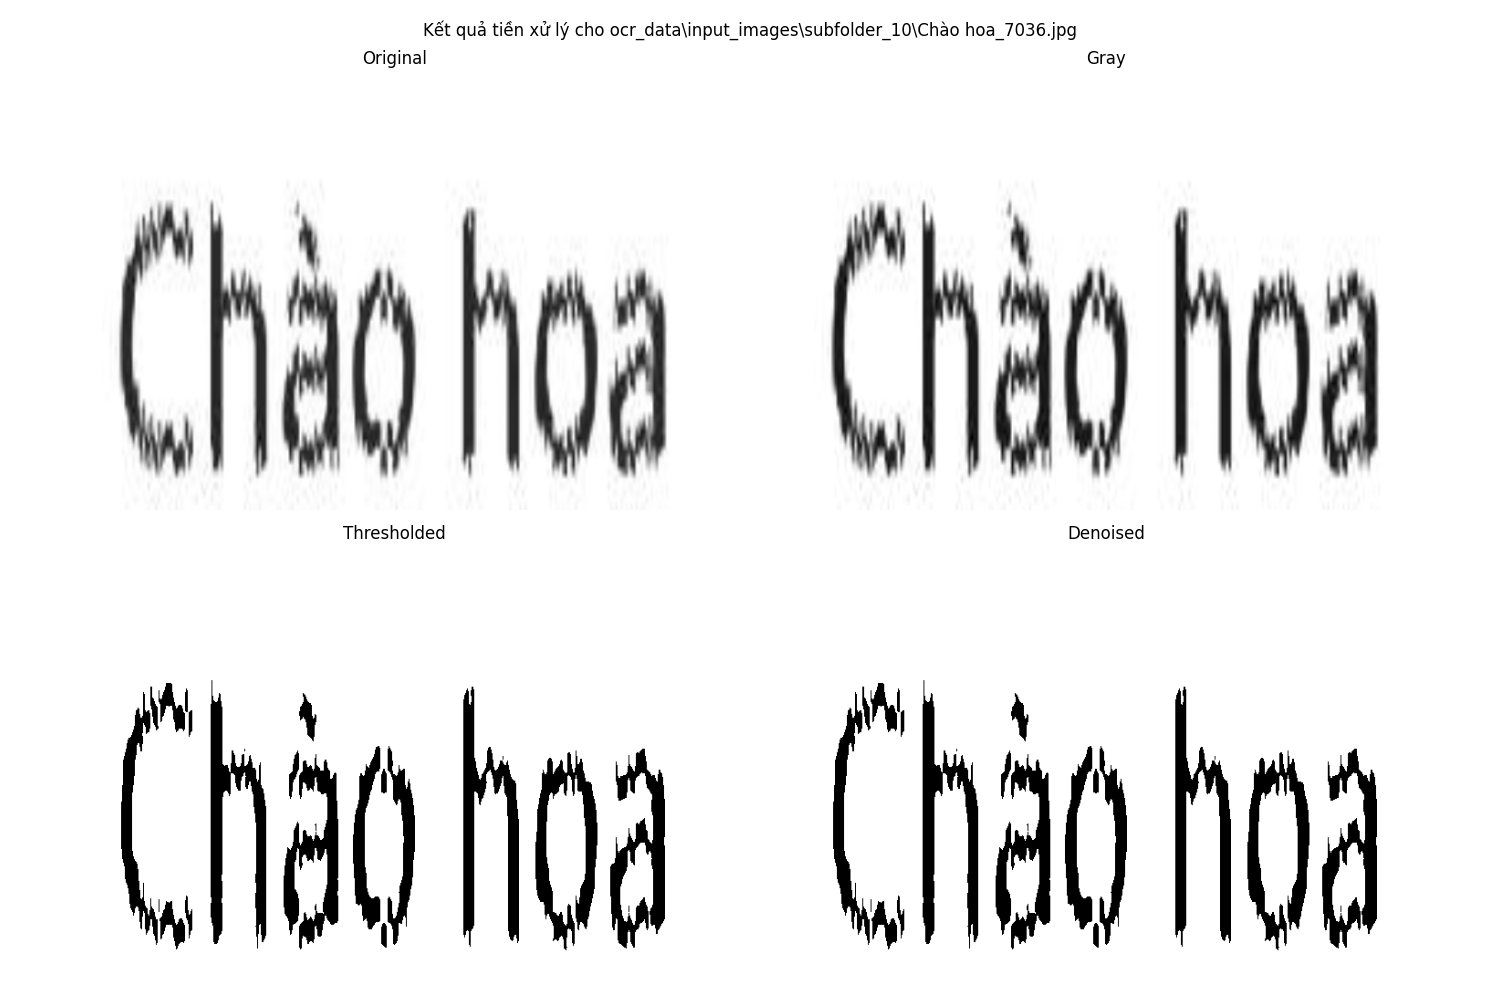 Kết quả tiền xử lý cho ocr_data\input_images\subfolder_10\Chào hoa_7036.jpg
Original
Gray
Chào hoa
Chào hoa
Thresholded
Denoised
Chào hoa
Chào hoa